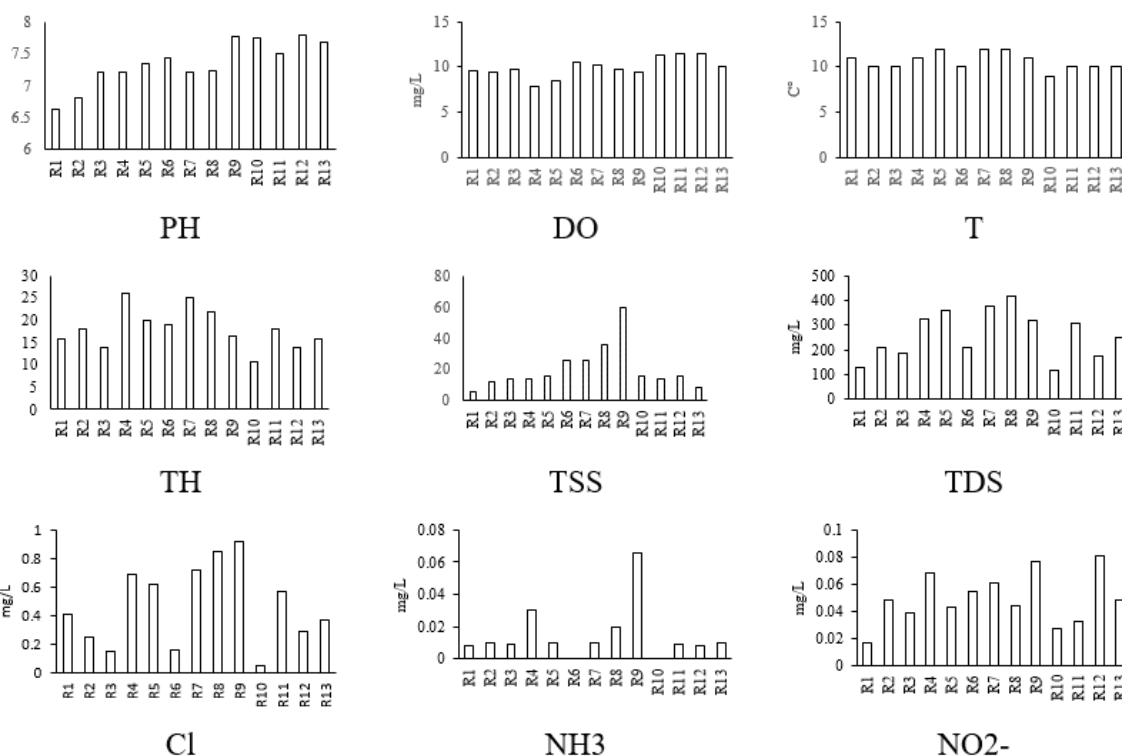 8
7.5
7
6.5
6
R1 R2 R3 R4 R5 R6 R7 R8 R9 R10 R11 R12 R13
PH
mg/L
15
10
5
0
R1 R2 R3 R4 R5 R6 R7 R8 R9 R10 R11 R12 R13
DO
C°
15
10
5
0
R1 R2 R3 R4 R5 R6 R7 R8 R9 R10 R11 R12 R13
T
30
25
20
15
10
5
0
R1 R2 R3 R4 R5 R6 R7 R8 R9 R10 R11 R12 R13
TH
80
60
40
20
0
R1 R2 R3 R4 R5 R6 R7 R8 R9 R10 R11 R12 R13
TSS
mg/L
500
400
300
200
100
0
R1 R2 R3 R4 R5 R6 R7 R8 R9 R10 R11 R12 R13
TDS
mg/L
1
0.8
0.6
0.4
0.2
0
R1 R2 R3 R4 R5 R6 R7 R8 R9 R10 R11 R12 R13
Cl
mg/L
0.08
0.06
0.04
0.02
0
R1 R2 R3 R4 R5 R6 R7 R8 R9 R10 R11 R12 R13
NH3
mg/L
0.1
0.08
0.06
0.04
0.02
0
R1 R2 R3 R4 R5 R6 R7 R8 R9 R10 R11 R12 R13
NO2-